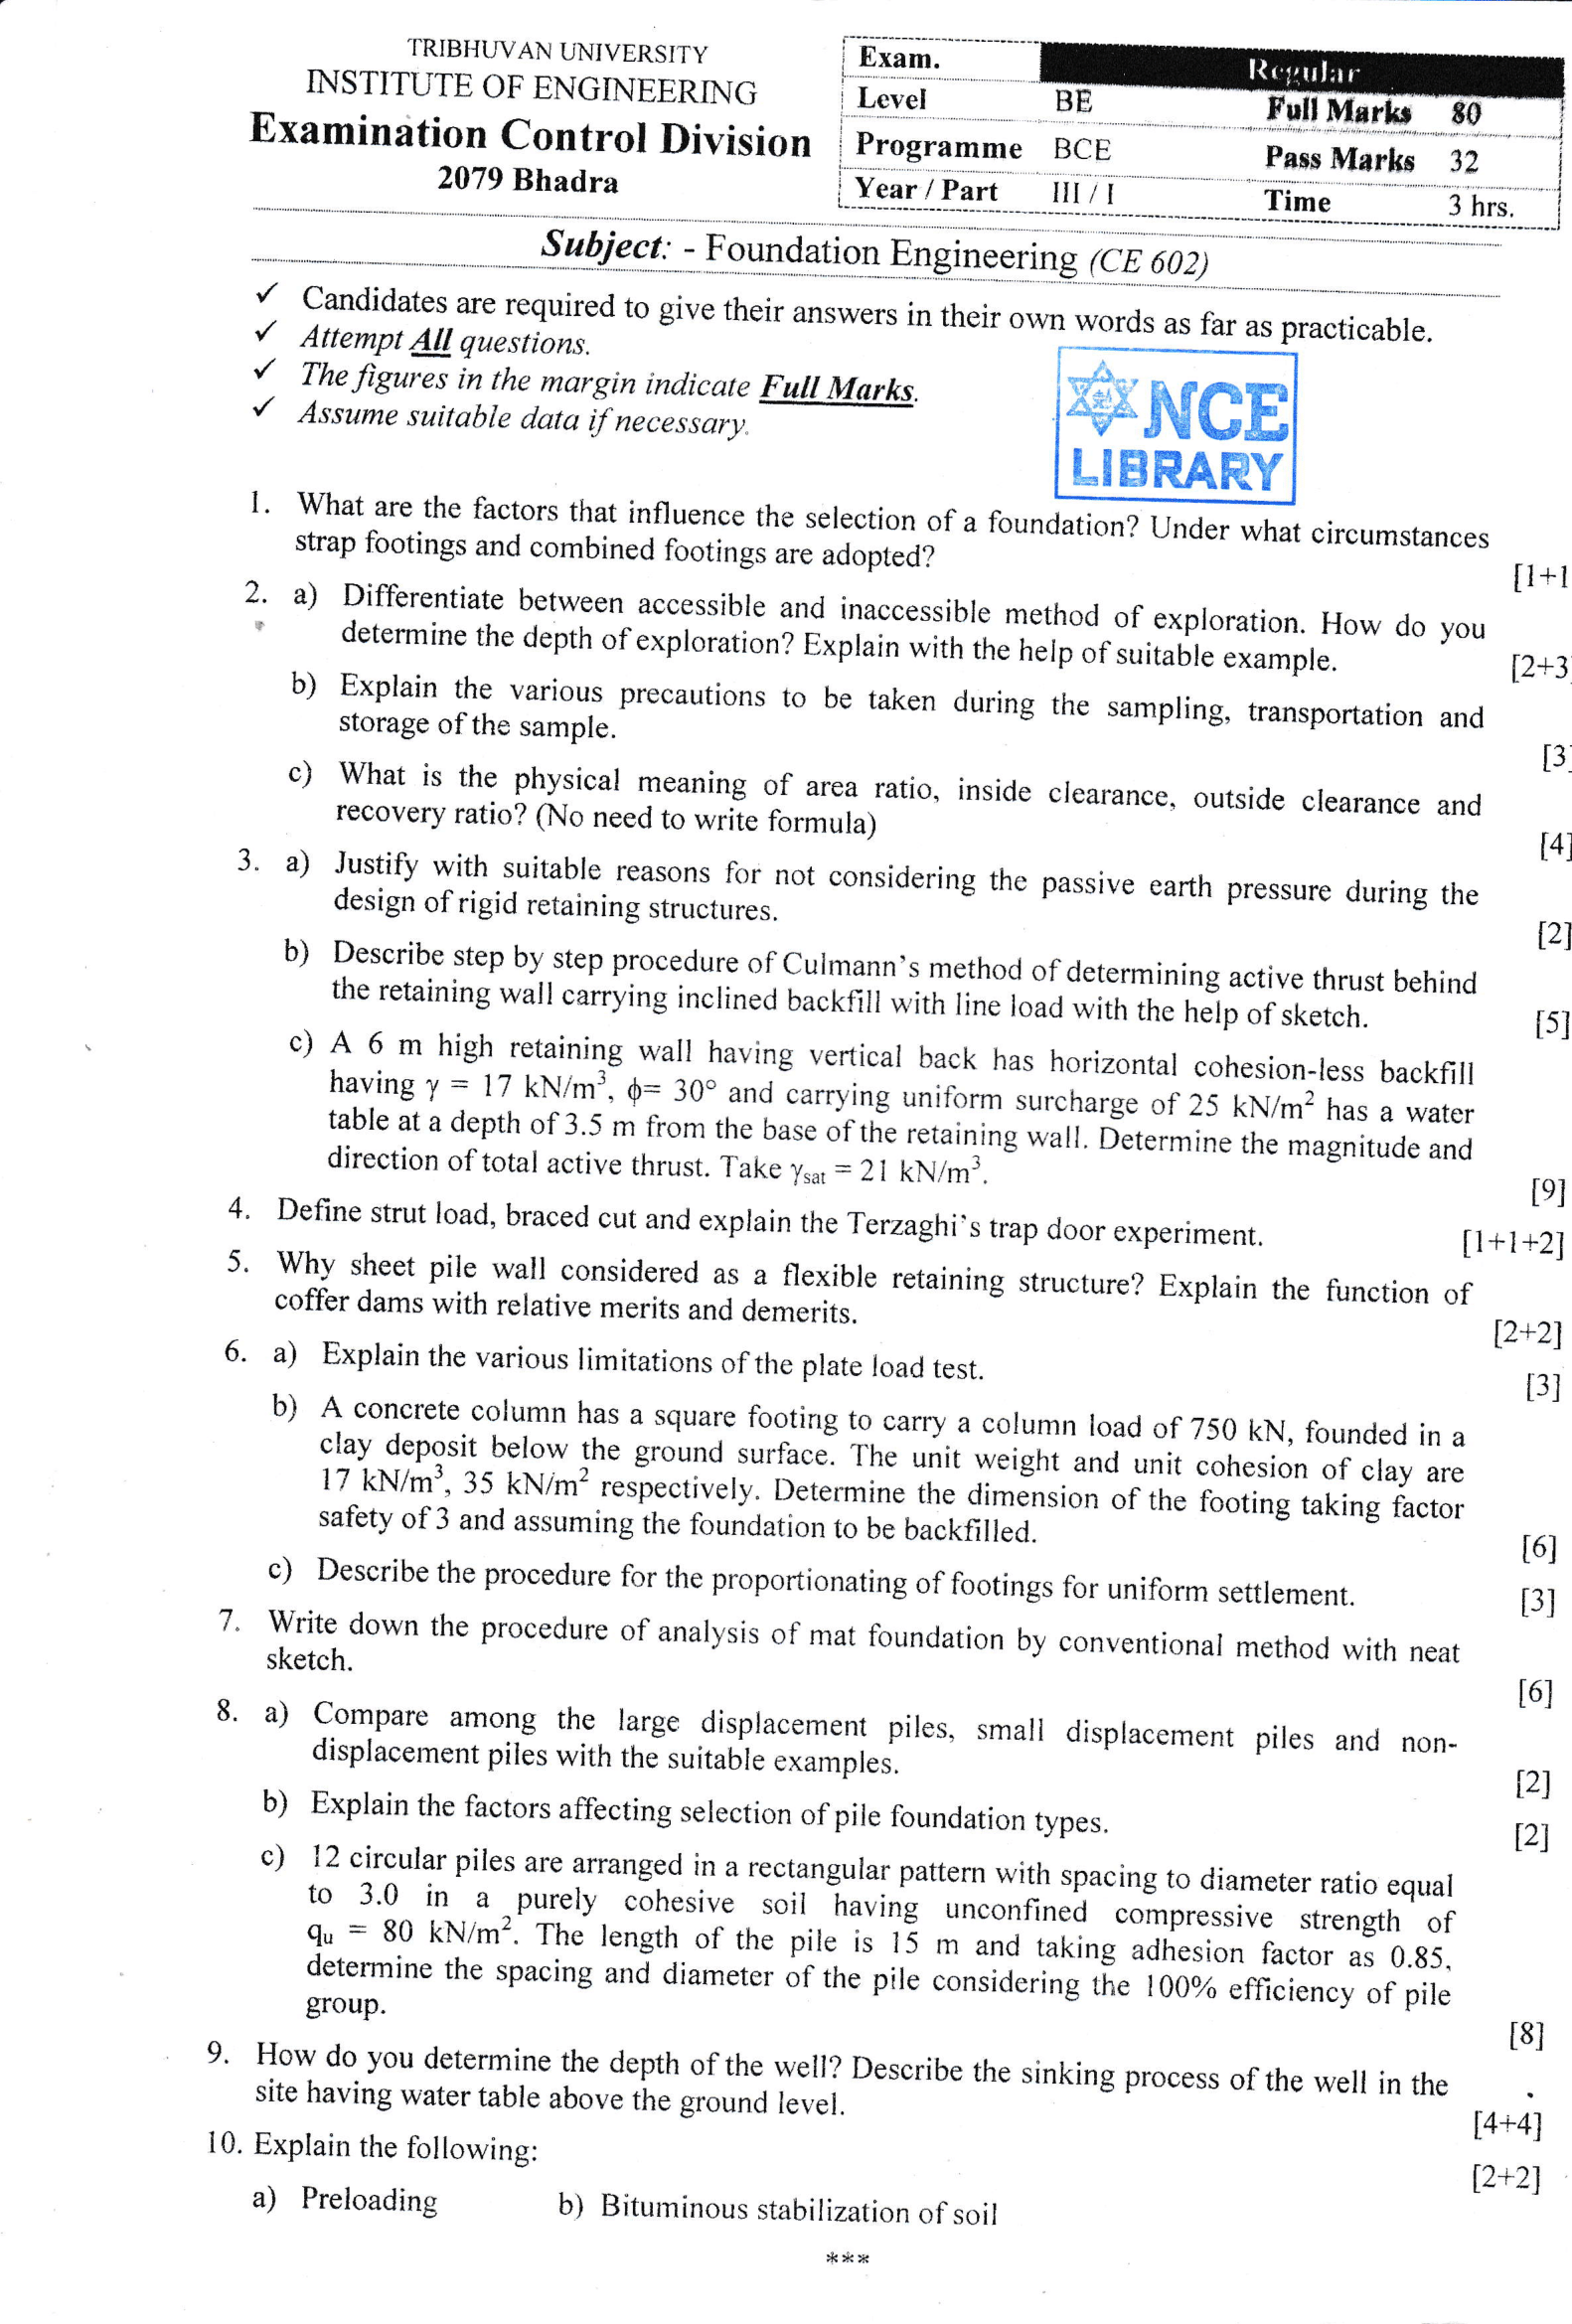 TRIBHUVAN UNIVERSITY
INSTITUTE OF ENGINEERING
Examination Control Division
2079 Bhadra
Exam. Regular
Level BE Full Marks 80
Programme BCE Pass Marks 32
Year / Part III / I Time 3 hrs.
Subject: - Foundation Engineering (CE 602)
✓ Candidates are required to give their answers in their own words as far as practicable.
✓ Attempt All questions.
✓ The figures in the margin indicate Full Marks.
✓ Assume suitable data if necessary.
NCE
LIBRARY
1. What are the factors that influence the selection of a foundation? Under what circumstances
strap footings and combined footings are adopted?
[1+1
2. a) Differentiate between accessible and inaccessible method of exploration. How do you
determine the depth of exploration? Explain with the help of suitable example.
[2+3]
b) Explain the various precautions to be taken during the sampling, transportation and
storage of the sample.
[3]
c) What is the physical meaning of area ratio, inside clearance, outside clearance and
recovery ratio? (No need to write formula)
[4]
3. a) Justify with suitable reasons for not considering the passive earth pressure during the
design of rigid retaining structures.
[2]
b) Describe step by step procedure of Culmann's method of determining active thrust behind
the retaining wall carrying inclined backfill with line load with the help of sketch.
[5]
c) A 6 m high retaining wall having vertical back has horizontal cohesion-less backfill
having γ = 17 kN/m³, ϕ= 30° and carrying uniform surcharge of 25 kN/m² has a water
table at a depth of 3.5 m from the base of the retaining wall. Determine the magnitude and
direction of total active thrust. Take γsat = 21 kN/m³.
[9]
4. Define strut load, braced cut and explain the Terzaghi's trap door experiment.
[1+1+2]
5. Why sheet pile wall considered as a flexible retaining structure? Explain the function of
coffer dams with relative merits and demerits.
[2+2]
6. a) Explain the various limitations of the plate load test.
[3]
b) A concrete column has a square footing to carry a column load of 750 kN, founded in a
clay deposit below the ground surface. The unit weight and unit cohesion of clay are
17 kN/m³, 35 kN/m² respectively. Determine the dimension of the footing taking factor
safety of 3 and assuming the foundation to be backfilled.
[6]
c) Describe the procedure for the proportionating of footings for uniform settlement.
[3]
7. Write down the procedure of analysis of mat foundation by conventional method with neat
sketch.
[6]
8. a) Compare among the large displacement piles, small displacement piles and non-
displacement piles with the suitable examples.
[2]
b) Explain the factors affecting selection of pile foundation types.
[2]
c) 12 circular piles are arranged in a rectangular pattern with spacing to diameter ratio equal
to 3.0 in a purely cohesive soil having unconfined compressive strength of
qu = 80 kN/m². The length of the pile is 15 m and taking adhesion factor as 0.85,
determine the spacing and diameter of the pile considering the 100% efficiency of pile
group.
[8]
9. How do you determine the depth of the well? Describe the sinking process of the well in the
site having water table above the ground level.
[4+4]
10. Explain the following:
[2+2]
a) Preloading b) Bituminous stabilization of soil
***